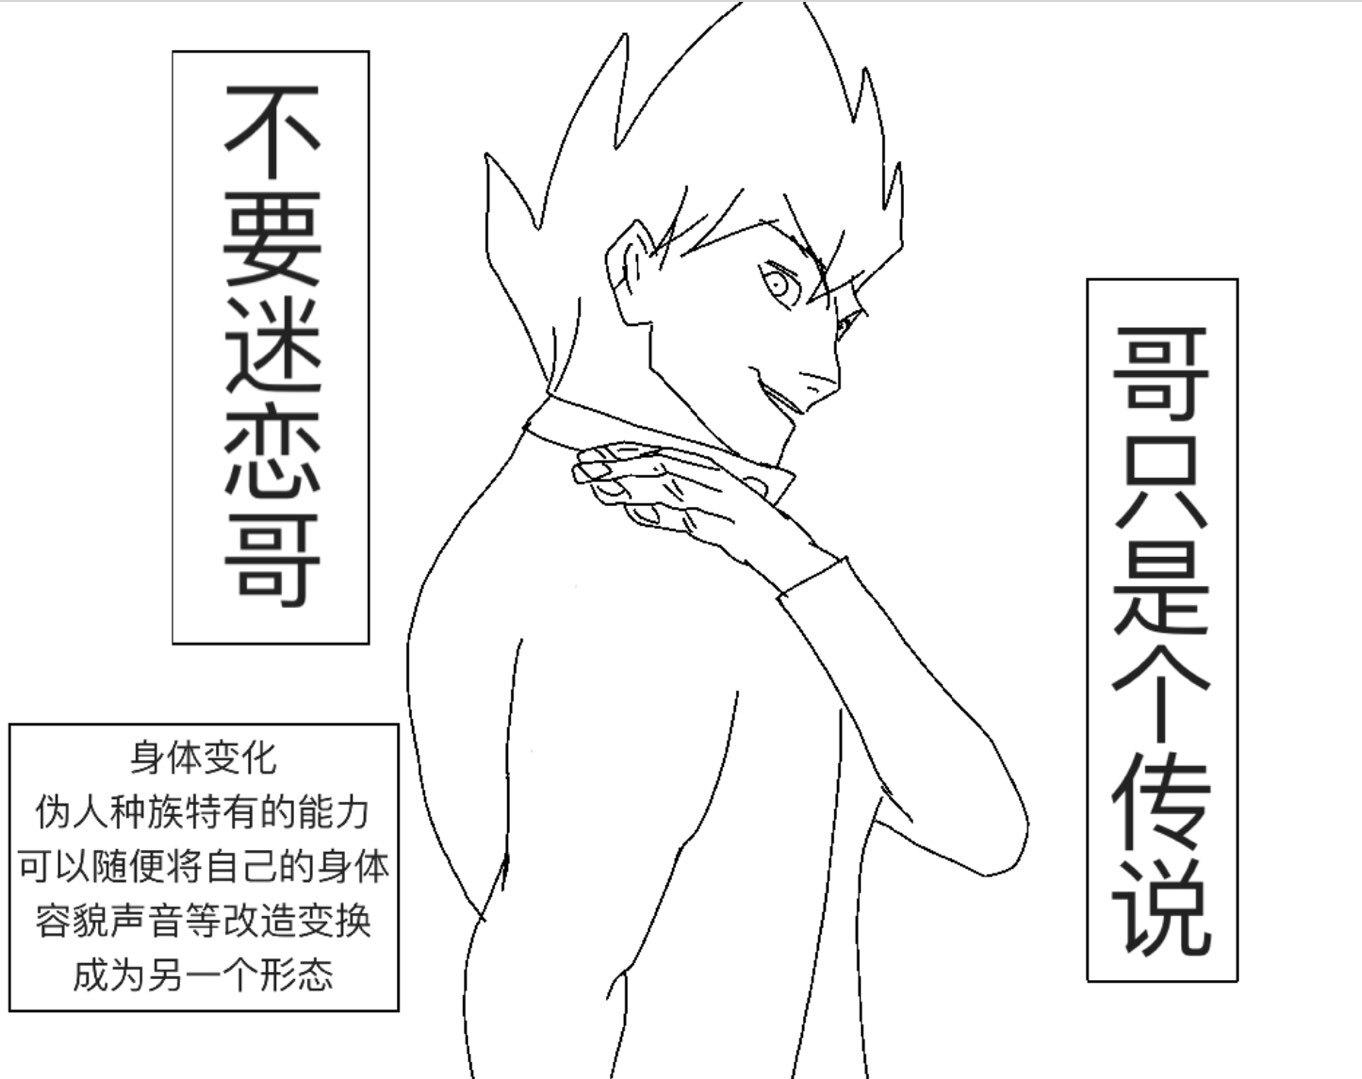 不要迷恋哥
哥只是个传说
身体变化
伪人种族特有的能力
可以随便将自己的身体
容貌声音等改造变换
成为另一个形态